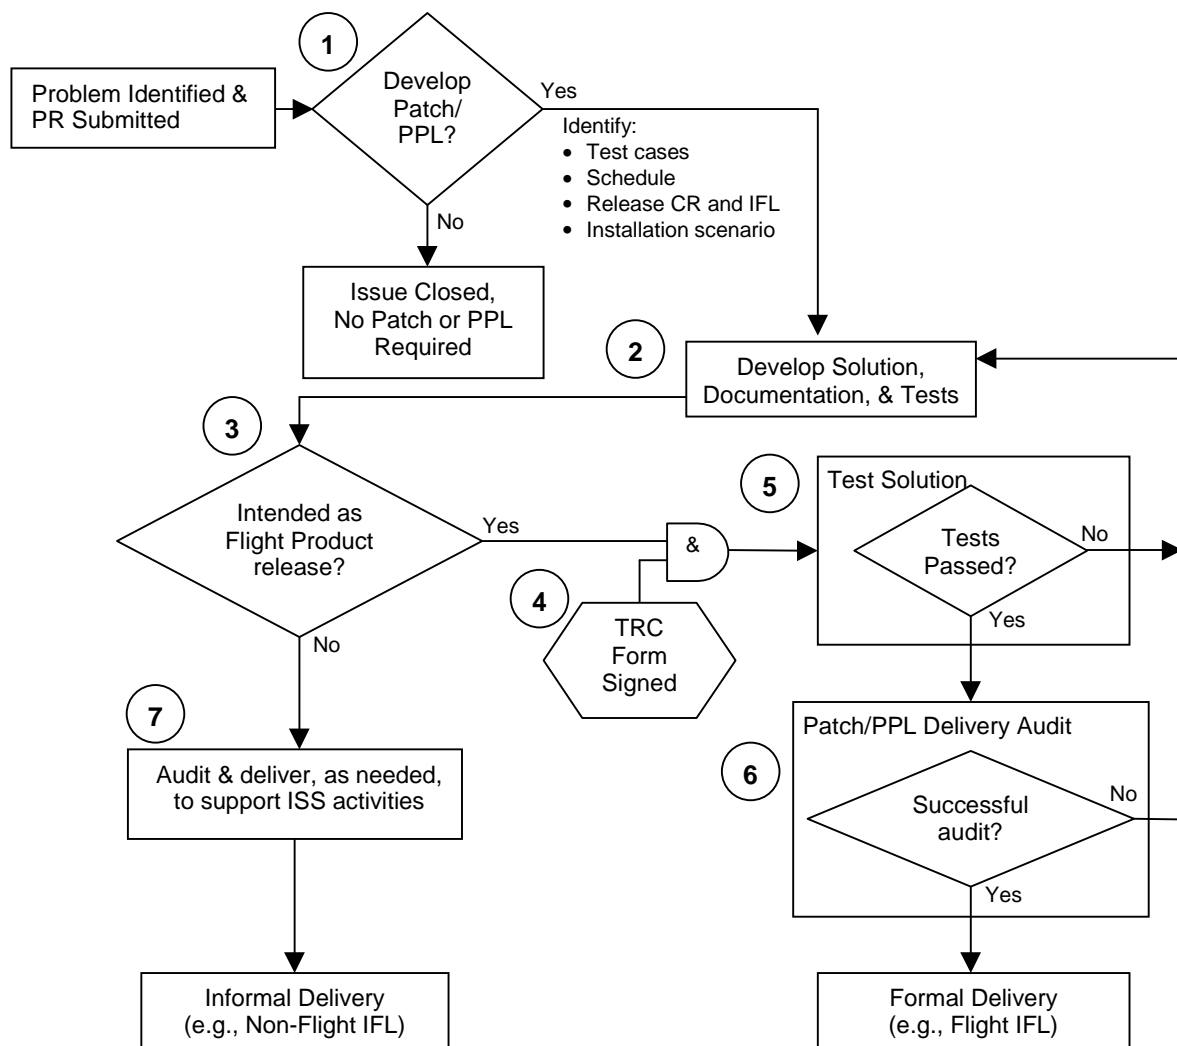 1
Problem Identified &
PR Submitted
Develop
Patch/
PPL?
Yes
Identify:
• Test cases
• Schedule
• Release CR and IFL
• Installation scenario
No
Issue Closed,
No Patch or PPL
Required
2
Develop Solution,
Documentation, & Tests
3
Intended as
Flight Product
release?
Yes
&
4
TRC
Form
Signed
5
Test Solution
Tests
Passed?
No
Yes
No
7
Audit & deliver, as needed,
to support ISS activities
6
Patch/PPL Delivery Audit
Successful
audit?
No
Yes
Informal Delivery
(e.g., Non-Flight IFL)
Formal Delivery
(e.g., Flight IFL)